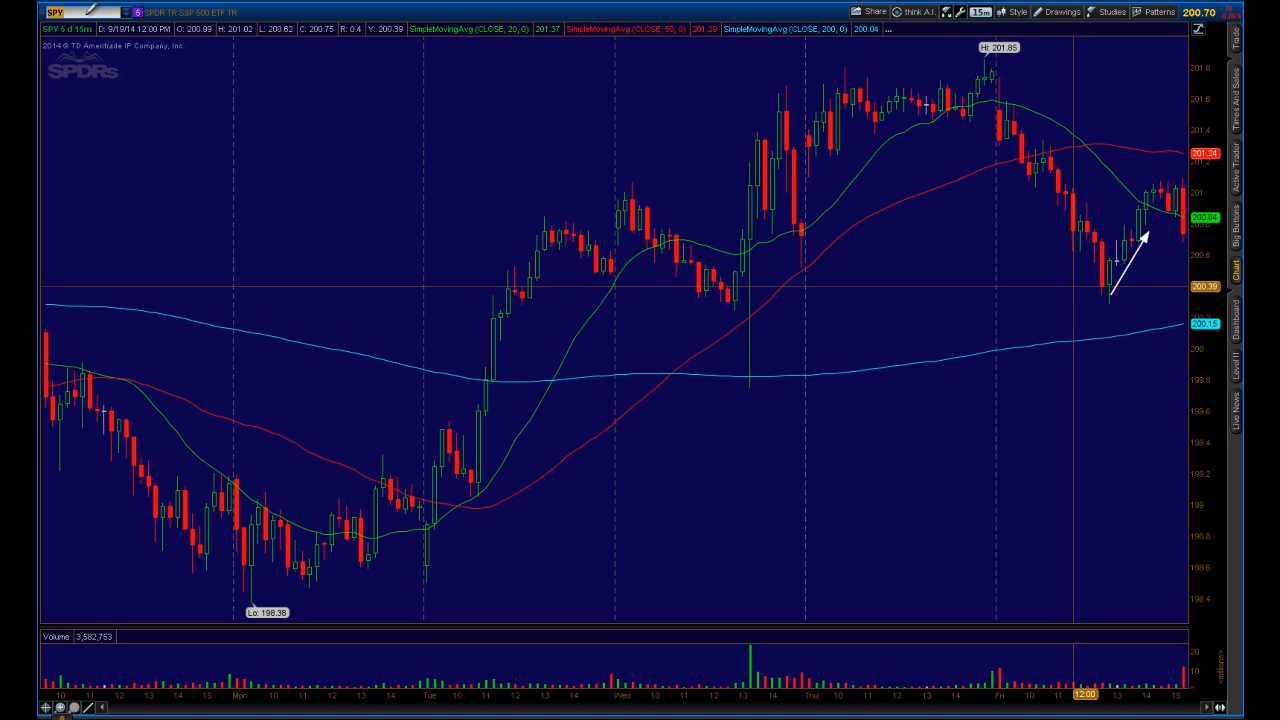 SPY S SPDR TR S&P 500 ETF TR Share think A.I. 15m Style Drawings Studies Patterns 200.70
SPY 5 d 15m D: 9/19/14 12:00 PM O: 200.99 H: 201.02 L: 200.62 C: 200.75 R: 0.4 Y: 200.39 SimpleMovingAvg (CLOSE, 20, 0) 201.37 SimpleMovingAvg (CLOSE, 50, 0) 201.29 SimpleMovingAvg (CLOSE, 200, 0) 200.04 ...
2014 © TD Ameritrade IP Company, Inc.
SPDRs
Hi: 201.85
Lo: 198.38
201.8
201.6
201.4
201.24
201.2
201
200.84
200.6
200.39
200.15
200
199.8
199.6
199.4
199.2
199
198.8
198.6
198.4
Volume 3,582,753
20
10
<millions>
10 11 12 13 14 15 Mon 10 11 12 13 14 Tue 10 11 12 13 14 Wed 10 11 12 13 14 Thu 10 11 12 13 14 Fri 10 11 12:00 13 14 15
Trade
Times And Sales
Active Trader
Big Buttons
Chart
Dashboard
Level II
Live News